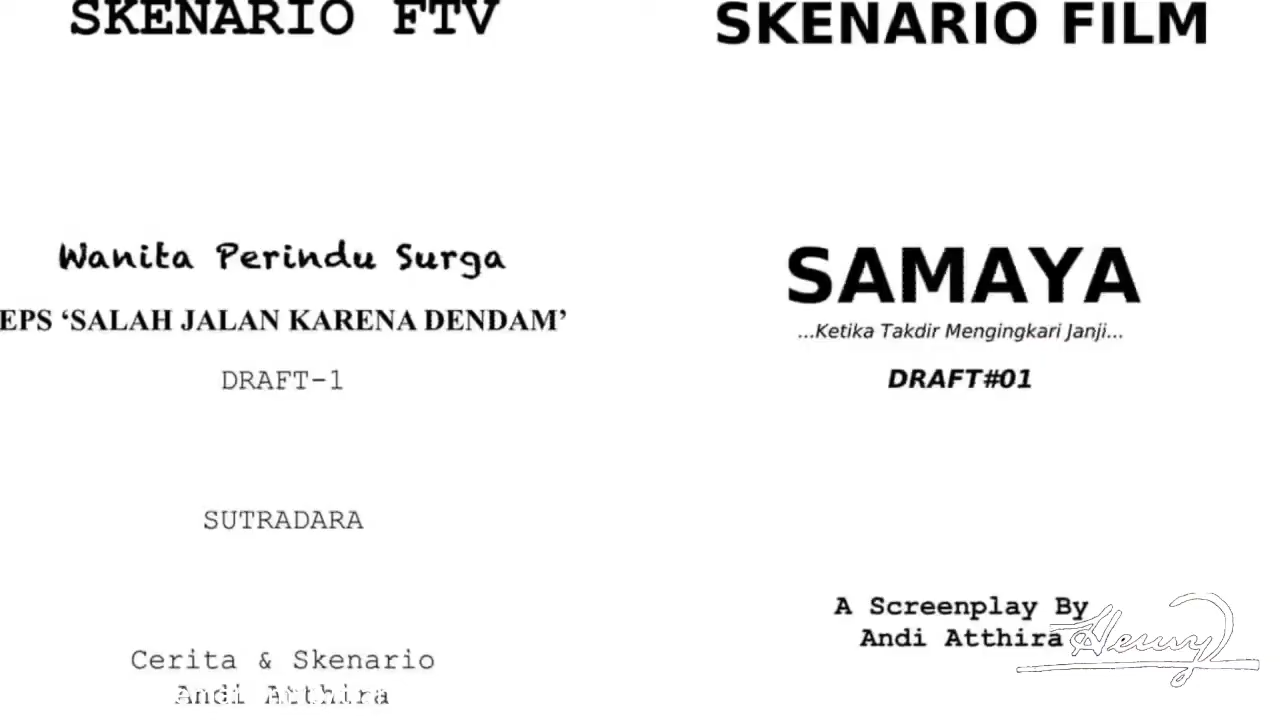 SKENARIO FTV
Wanita Perindu Surga
EPS ‘SALAH JALAN KARENA DENDAM’
DRAFT-1
SUTRADARA
Cerita & Skenario
Andi Atthira
SKENARIO FILM
SAMAYA
...Ketika Takdir Mengingkari Janji...
DRAFT#01
A Screenplay By
Andi Atthira
Henry